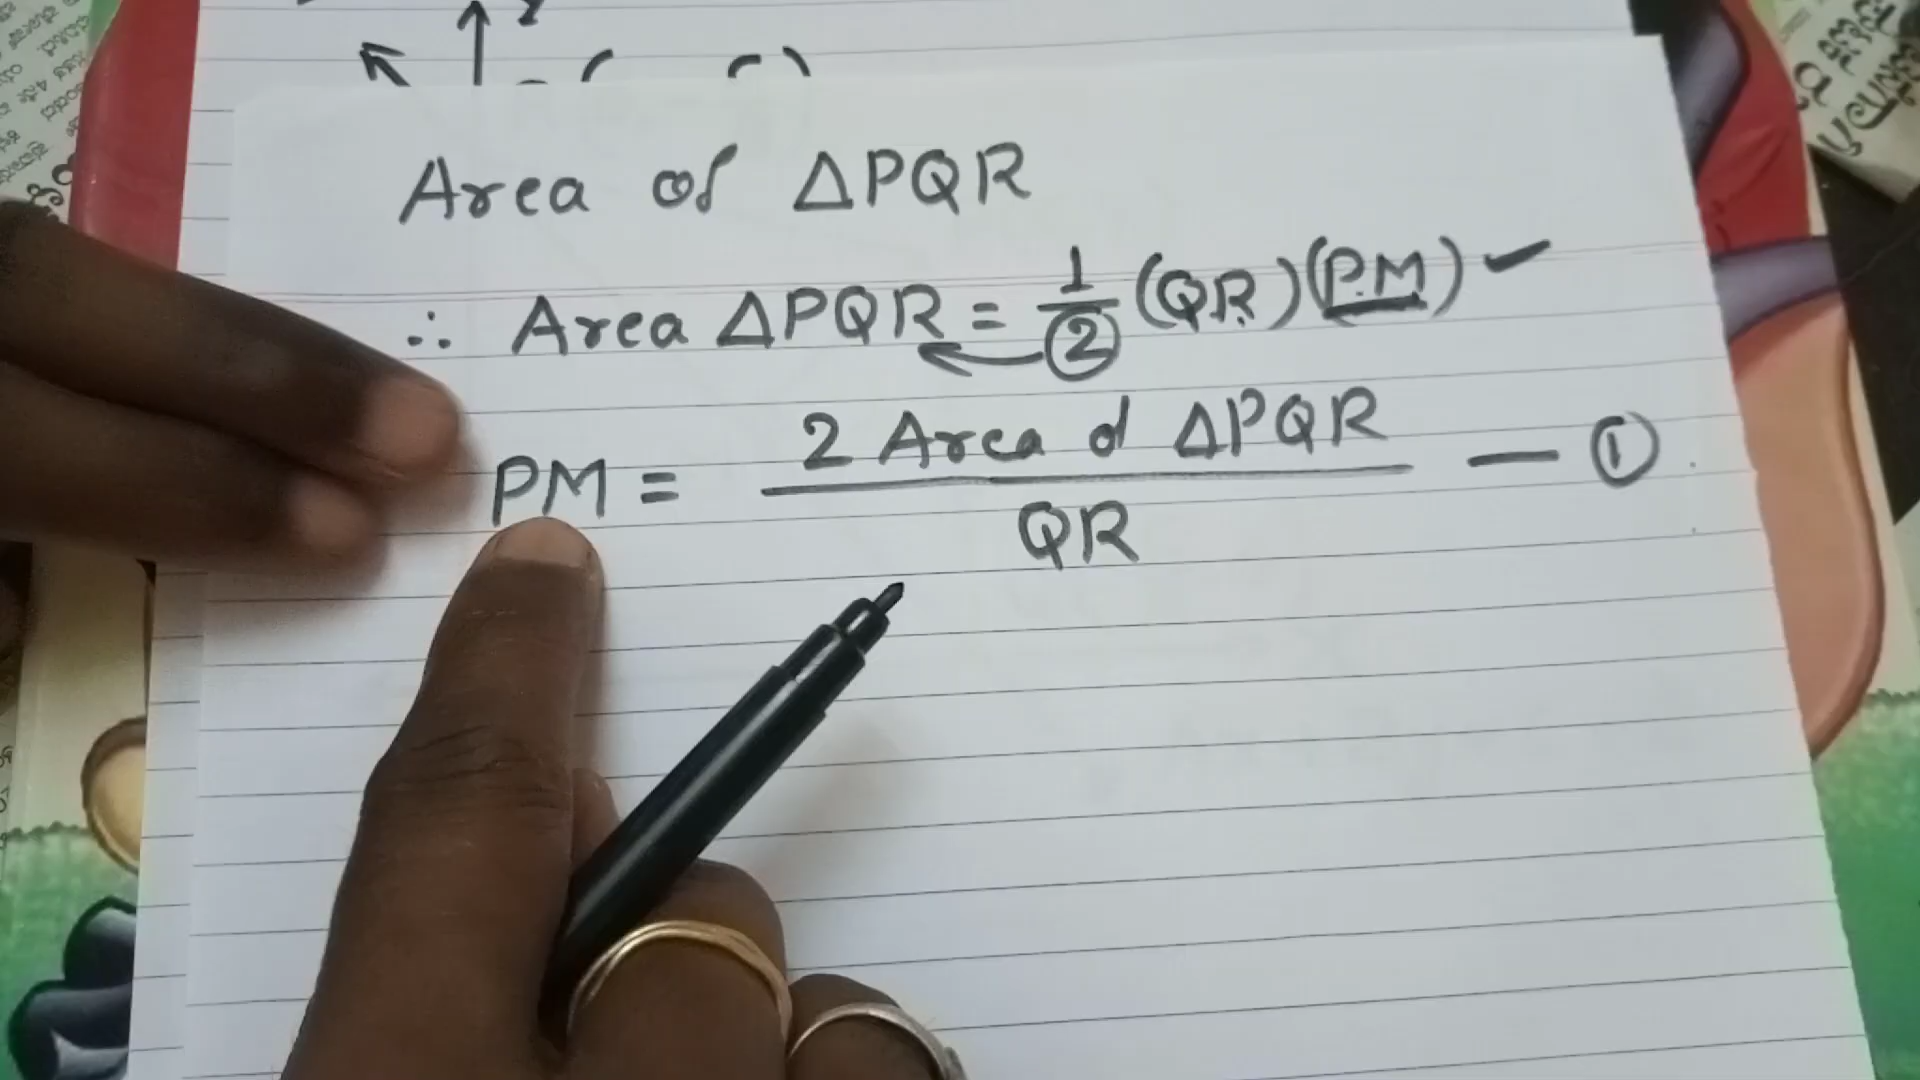 Area of ΔPQR
∴ Area ΔPQR = 1/2 (QR)(PM)
PM = 2 Area of ΔPQR / QR — ①